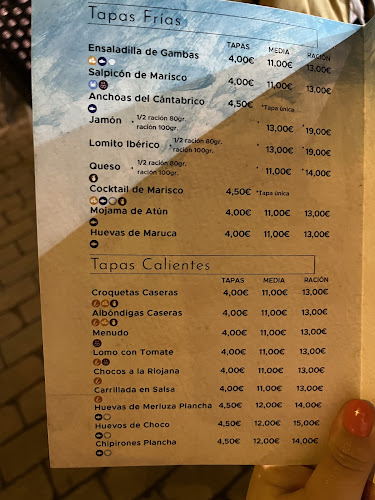 Tapas Frías
TAPAS MEDIA RACIÓN
Ensaladilla de Gambas 4,00€ 11,00€ 13,00€
Salpicón de Marisco 4,00€ 11,00€ 13,00€
Anchoas del Cántabrico 4,50€ *Tapa única
Jamón * 1/2 ración 80gr. ración 100gr. * 13,00€ * 19,00€
Lomito Ibérico * 1/2 ración 80gr. ración 100gr. * 13,00€ * 19,00€
Queso * 1/2 ración 80gr. ración 100gr. * 11,00€ * 14,00€
Cocktail de Marisco 4,50€ *Tapa única
Mojama de Atún 4,00€ 11,00€ 13,00€
Huevas de Maruca 4,00€ 11,00€ 13,00€
Tapas Calientes
TAPAS MEDIA RACIÓN
Croquetas Caseras 4,00€ 11,00€ 13,00€
Albóndigas Caseras 4,00€ 11,00€ 13,00€
Menudo 4,00€ 11,00€ 13,00€
Lomo con Tomate 4,00€ 11,00€ 13,00€
Chocos a la Riojana 4,00€ 11,00€ 13,00€
Carrillada en Salsa 4,00€ 11,00€ 13,00€
Huevas de Merluza Plancha 4,50€ 12,00€ 14,00€
Huevos de Choco 4,50€ 12,00€ 15,00€
Chipirones Plancha 4,50€ 12,00€ 14,00€